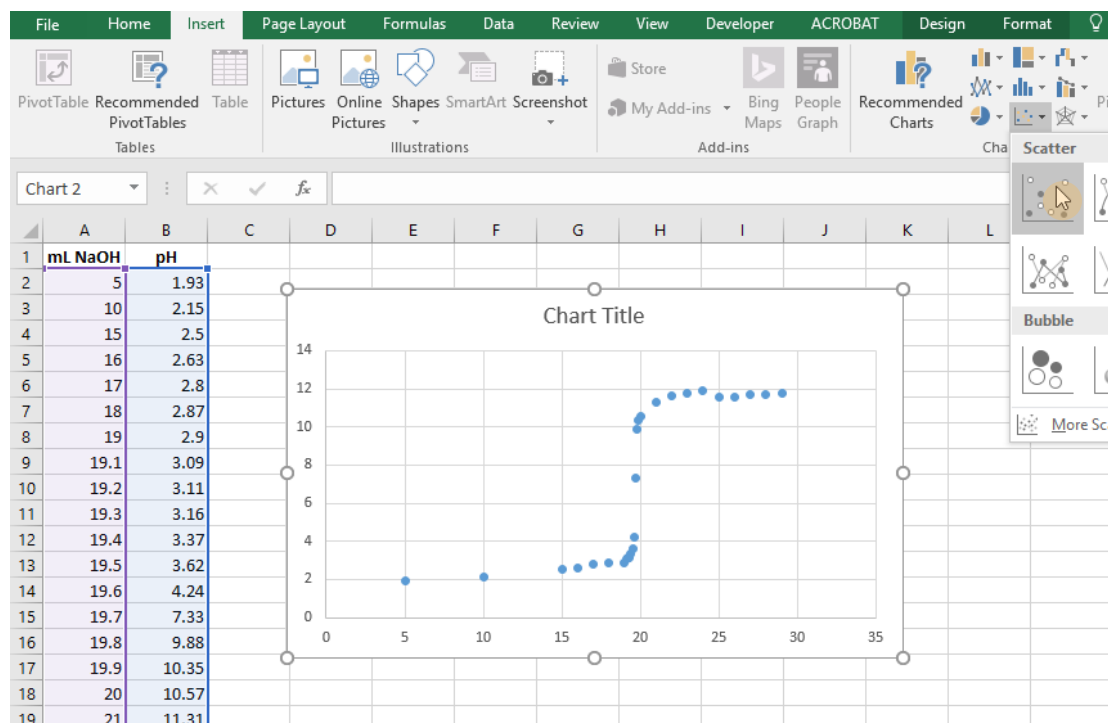 File Home Insert Page Layout Formulas Data Review View Developer ACROBAT Design Format
PivotTable Recommended PivotTables Table
Tables
Pictures Online Pictures Shapes SmartArt Screenshot
Illustrations
Store
My Add-ins
Bing Maps People Graph
Add-ins
Recommended Charts
Cha
Scatter
Bubble
More Sc
Chart 2
fx
A B C D E F G H I J K L
1 mL NaOH pH
2 5 1.93
3 10 2.15
4 15 2.5
5 16 2.63
6 17 2.8
7 18 2.87
8 19 2.9
9 19.1 3.09
10 19.2 3.11
11 19.3 3.16
12 19.4 3.37
13 19.5 3.62
14 19.6 4.24
15 19.7 7.33
16 19.8 9.88
17 19.9 10.35
18 20 10.57
19 21 11.31
Chart Title
14
12
10
8
6
4
2
0
0 5 10 15 20 25 30 35